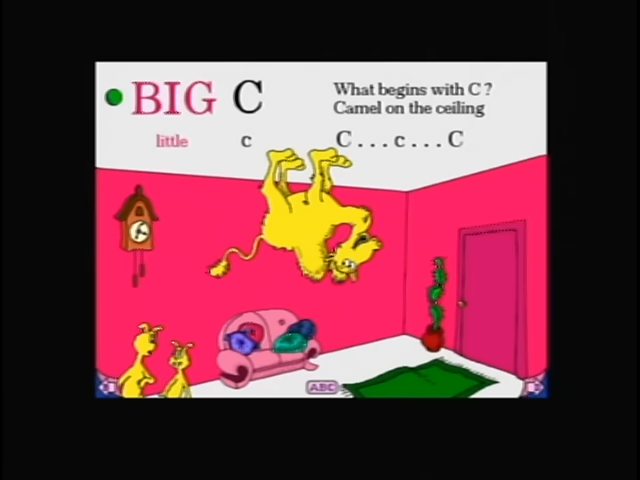 BIG C
little c
What begins with C ?
Camel on the ceiling
C . . . c . . . C
ABC